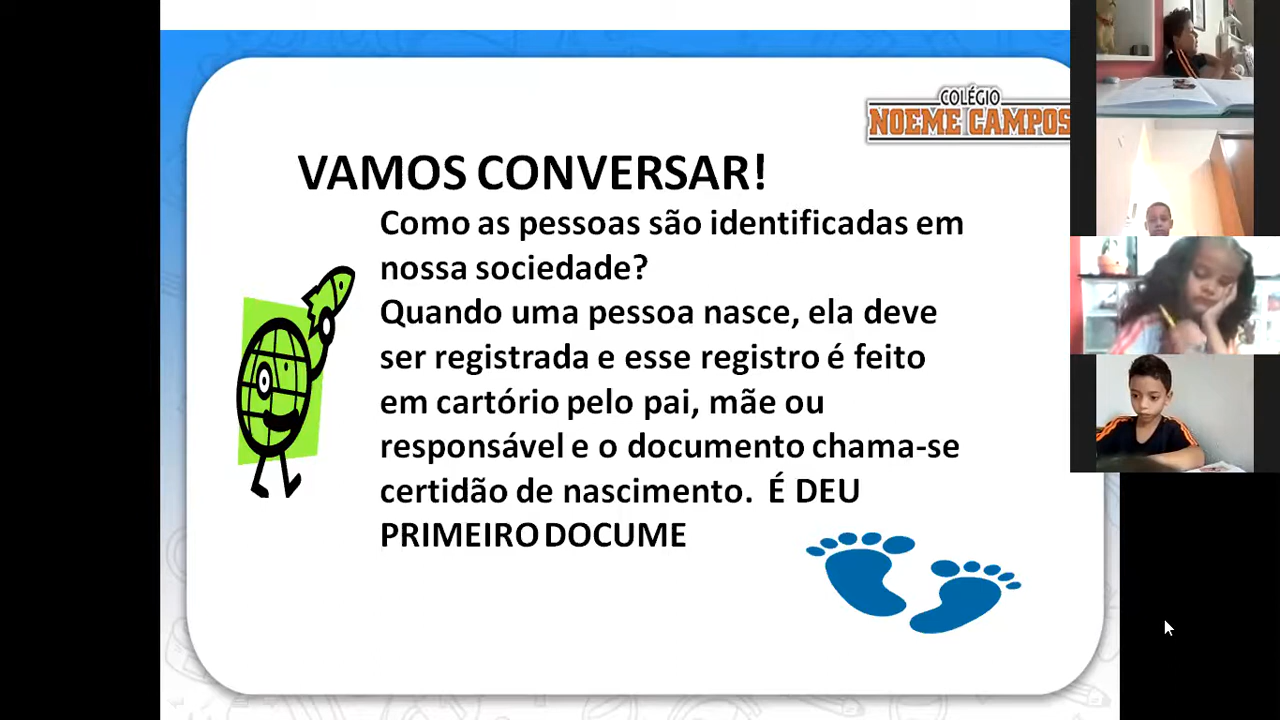 COLÉGIO
NOEME CAMPOS
VAMOS CONVERSAR!
Como as pessoas são identificadas em
nossa sociedade?
Quando uma pessoa nasce, ela deve
ser registrada e esse registro é feito
em cartório pelo pai, mãe ou
responsável e o documento chama-se
certidão de nascimento. É DEU
PRIMEIRO DOCUME